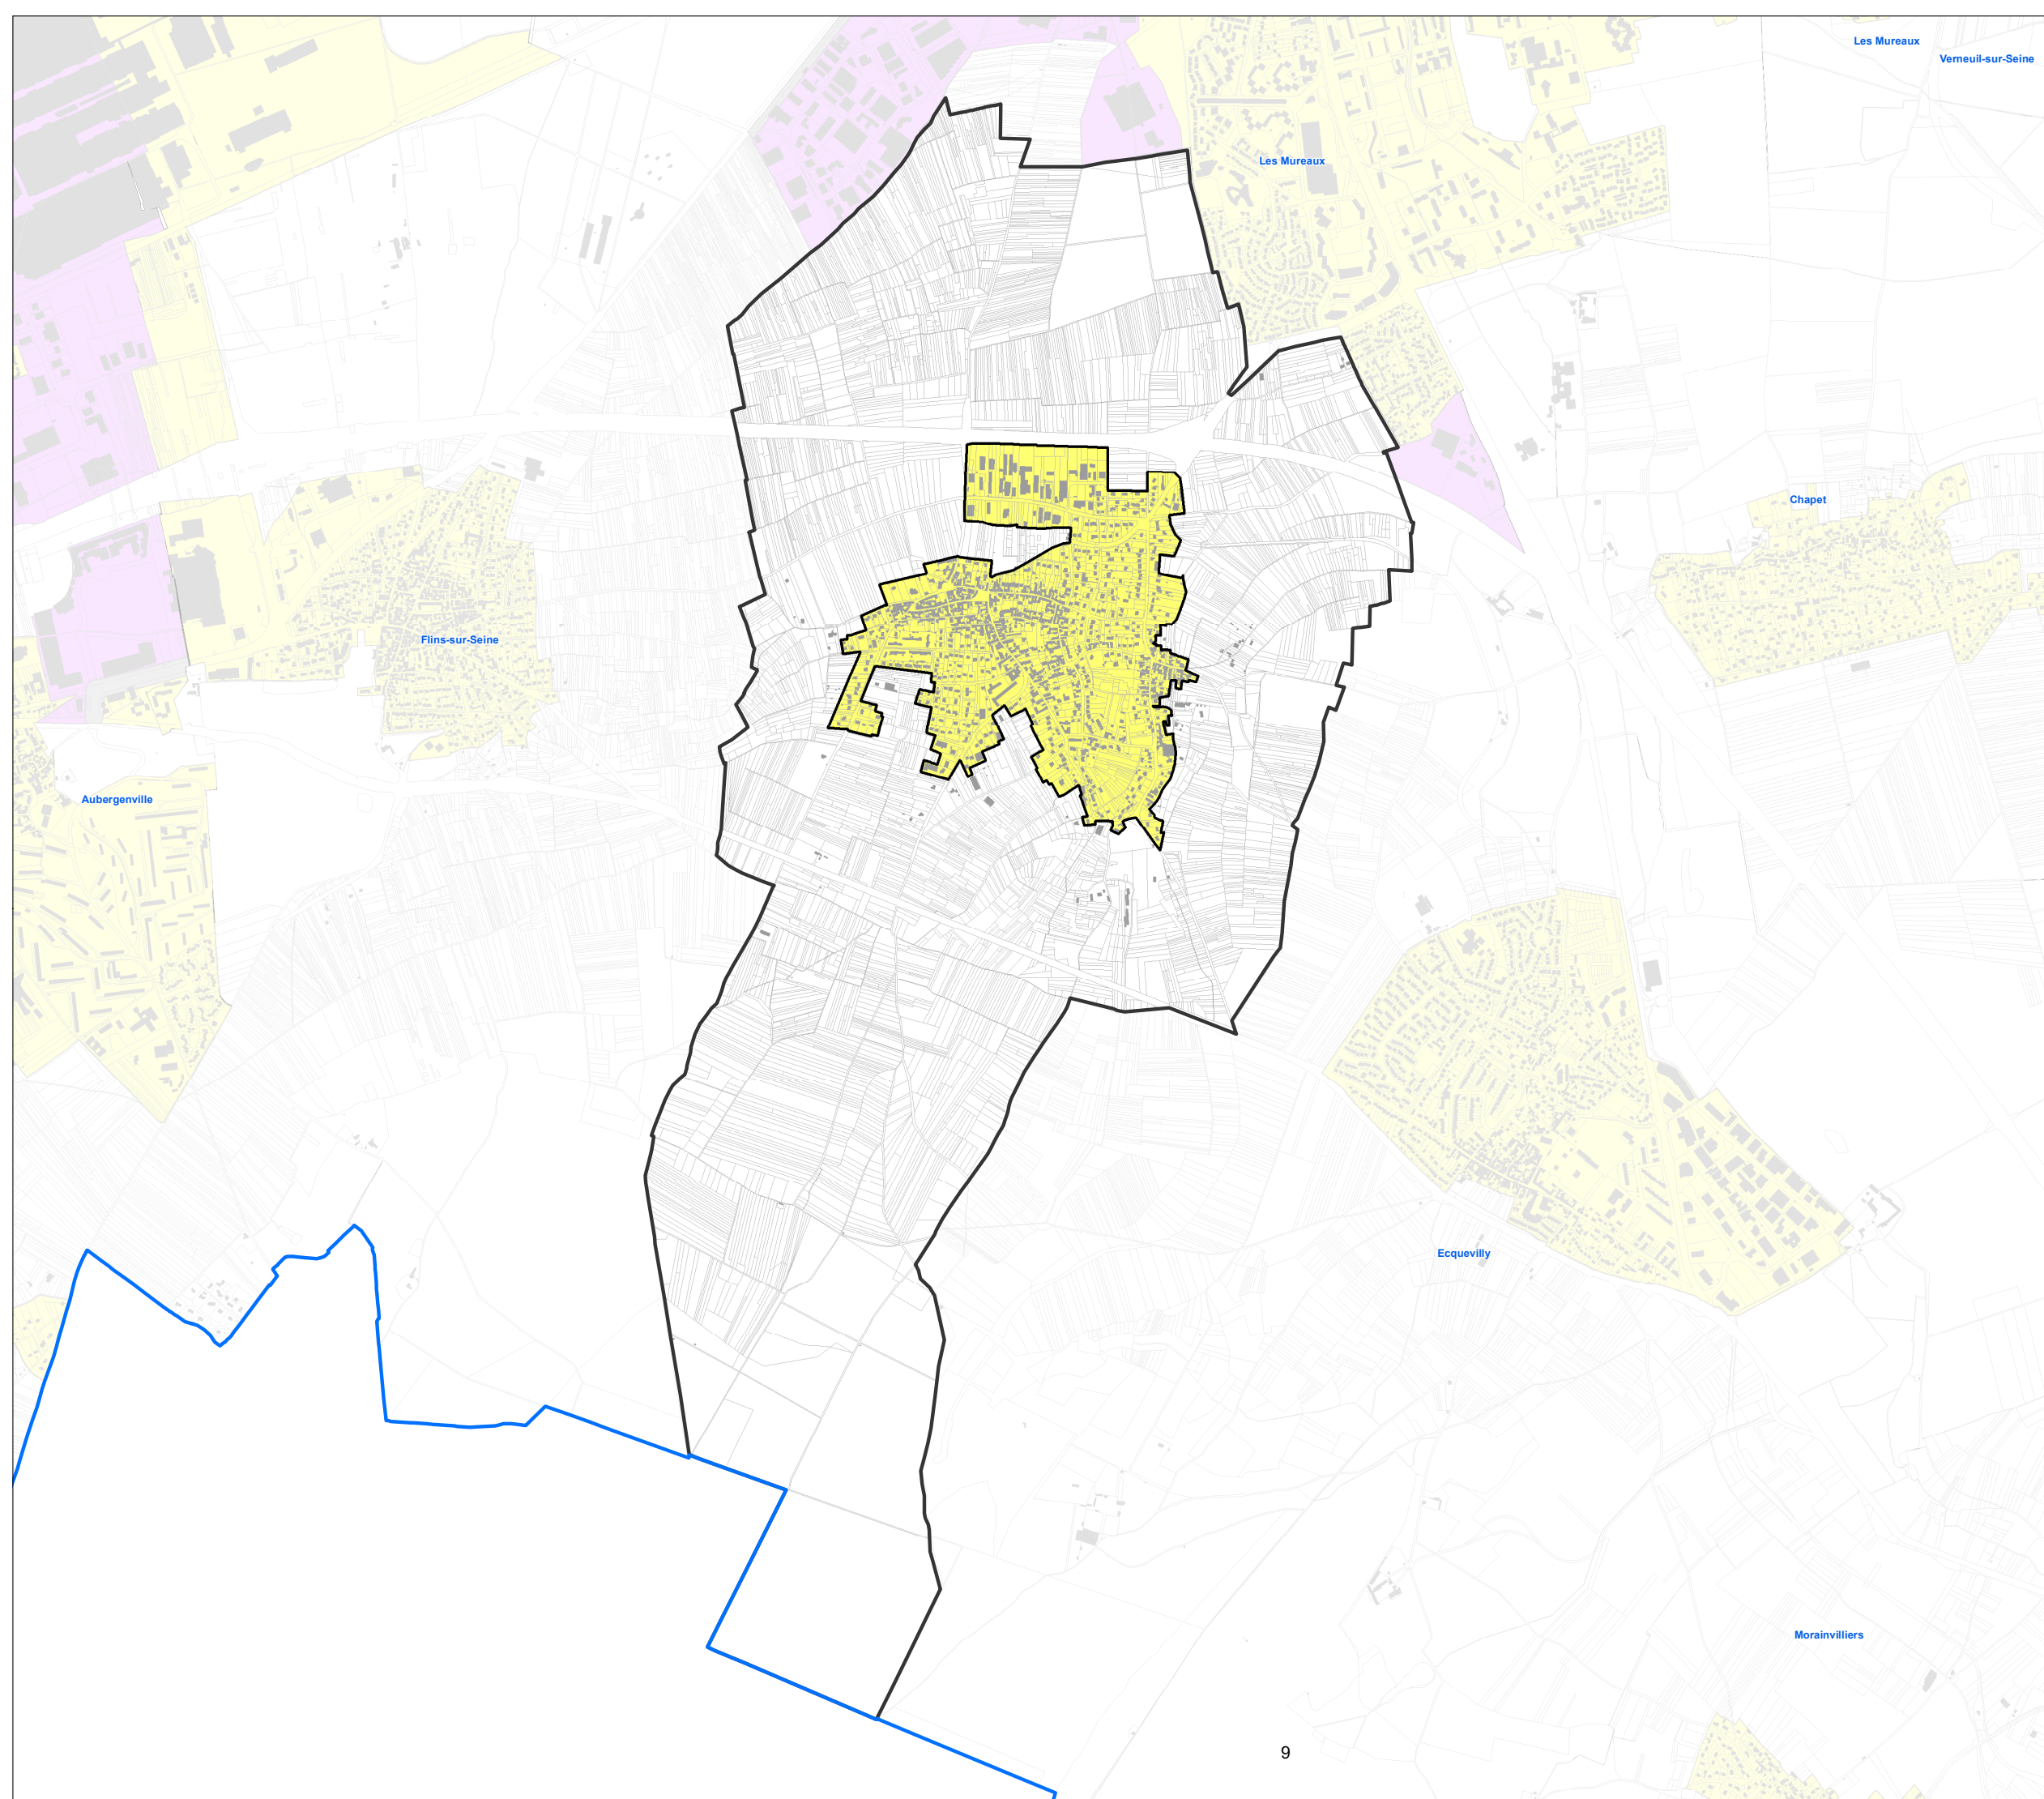 Les Mureaux
Verneuil-sur-Seine
Les Mureaux
Chapet
Flins-sur-Seine
Aubergenville
Ecquevilly
Morainvilliers
9